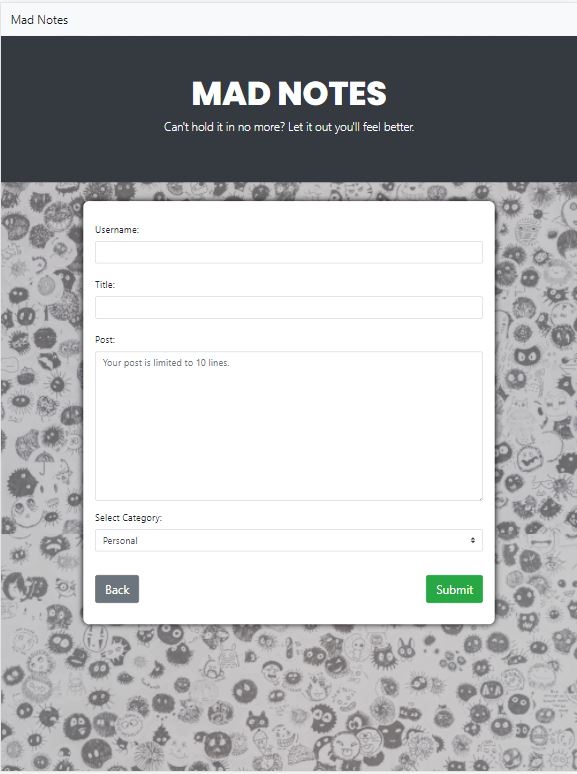 Mad Notes
MAD NOTES
Can't hold it in no more? Let it out you'll feel better.
Username:
Title:
Post:
Your post is limited to 10 lines.
Select Category:
Personal
Back
Submit